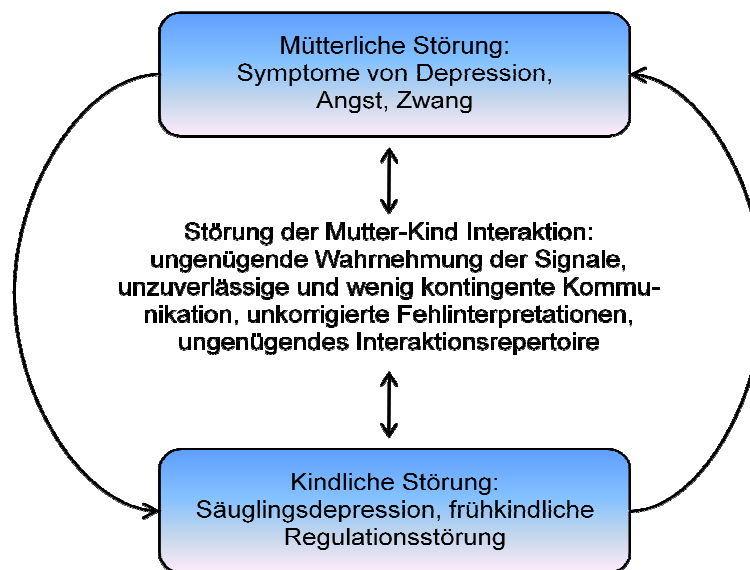 Mütterliche Störung:
Symptome von Depression,
Angst, Zwang
Störung der Mutter-Kind Interaktion:
ungenügende Wahrnehmung der Signale,
unzuverlässige und wenig kontingente Kommu-
nikation, unkorrigierte Fehlinterpretationen,
ungenügendes Interaktionsrepertoire
Kindliche Störung:
Säuglingsdepression, frühkindliche
Regulationsstörung